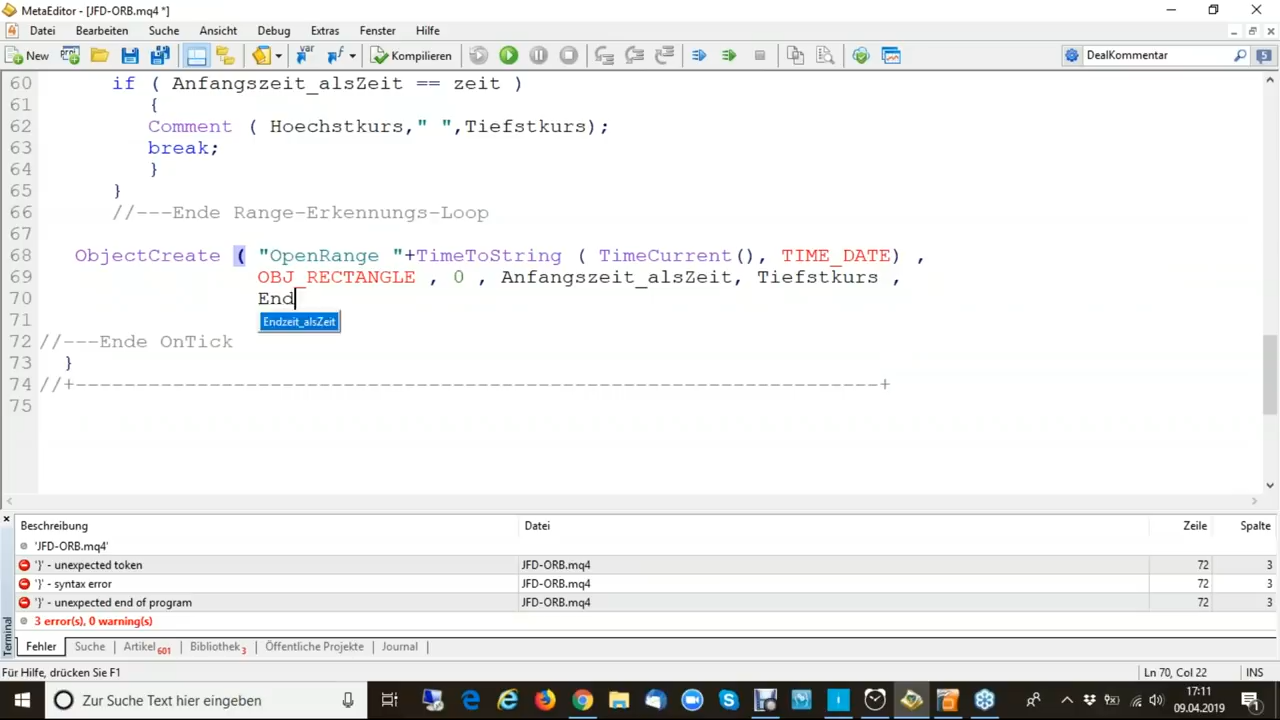 MetaEditor - [JFD-ORB.mq4 *]
Datei Bearbeiten Suche Ansicht Debug Extras Fenster Hilfe
New Kompilieren DealKommentar 5
60 if ( Anfangszeit_alsZeit == zeit )
61 {
62 Comment ( Hoechstkurs," ",Tiefstkurs);
63 break;
64 }
65 }
66 //---Ende Range-Erkennungs-Loop
67
68 ObjectCreate ( "OpenRange "+TimeToString ( TimeCurrent(), TIME_DATE) ,
69 OBJ_RECTANGLE , 0 , Anfangszeit_alsZeit, Tiefstkurs ,
70 End
71 Endzeit_alsZeit
72 //---Ende OnTick
73 }
74 //+------------------------------------------------------------------+
75
Beschreibung Datei Zeile Spalte
'JFD-ORB.mq4'
'}' - unexpected token JFD-ORB.mq4 72 3
'}' - syntax error JFD-ORB.mq4 72 3
'}' - unexpected end of program JFD-ORB.mq4 72 3
3 error(s), 0 warning(s)
Terminal
Fehler Suche Artikel 601 Bibliothek 3 Öffentliche Projekte Journal
Für Hilfe, drücken Sie F1 Ln 70, Col 22 INS
Zur Suche Text hier eingeben 17:11
09.04.2019